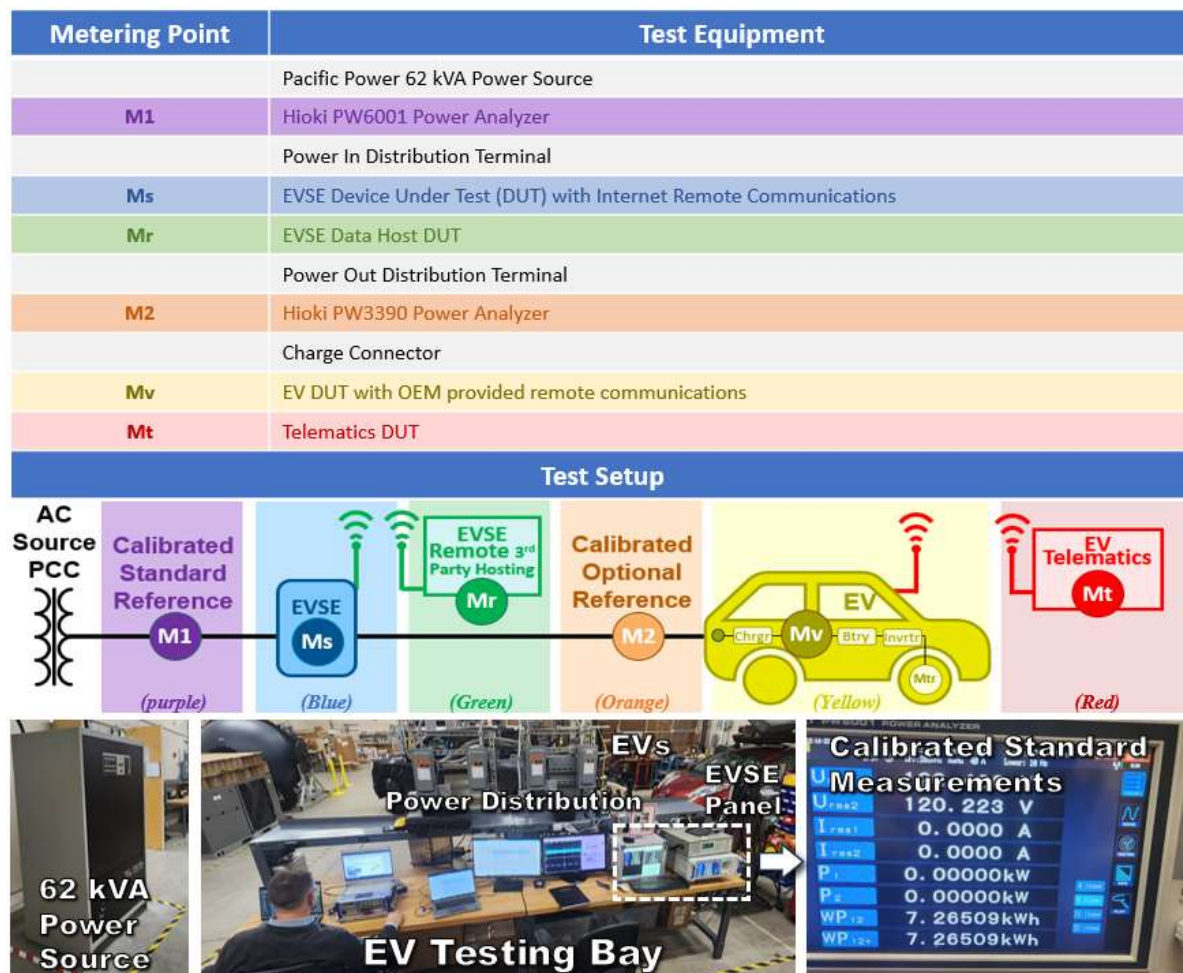 Metering Point Test Equipment
Pacific Power 62 kVA Power Source
M1 Hioki PW6001 Power Analyzer
Power In Distribution Terminal
Ms EVSE Device Under Test (DUT) with Internet Remote Communications
Mr EVSE Data Host DUT
Power Out Distribution Terminal
M2 Hioki PW3390 Power Analyzer
Charge Connector
Mv EV DUT with OEM provided remote communications
Mt Telematics DUT
Test Setup
AC
Source
PCC
Calibrated
Standard
Reference
M1
(purple)
EVSE
Ms
(Blue)
EVSE
Remote 3rd
Party Hosting
Mr
(Green)
Calibrated
Optional
Reference
M2
(Orange)
EV
Chrgr
Mv
Btry
Invrtr
Mtr
(Yellow)
EV
Telematics
Mt
(Red)
62 kVA
Power
Source
EVs
Power Distribution
EVSE
Panel
EV Testing Bay
PW6001 POWER ANALYZER
Calibrated Standard
Measurements
Urms2 120.223 V
Irms1 0.0000 A
Irms2 0.0000 A
P1 0.00000kW
P2 0.00000kW
WP12 7.26509kWh
WP12+ 7.26509kWh